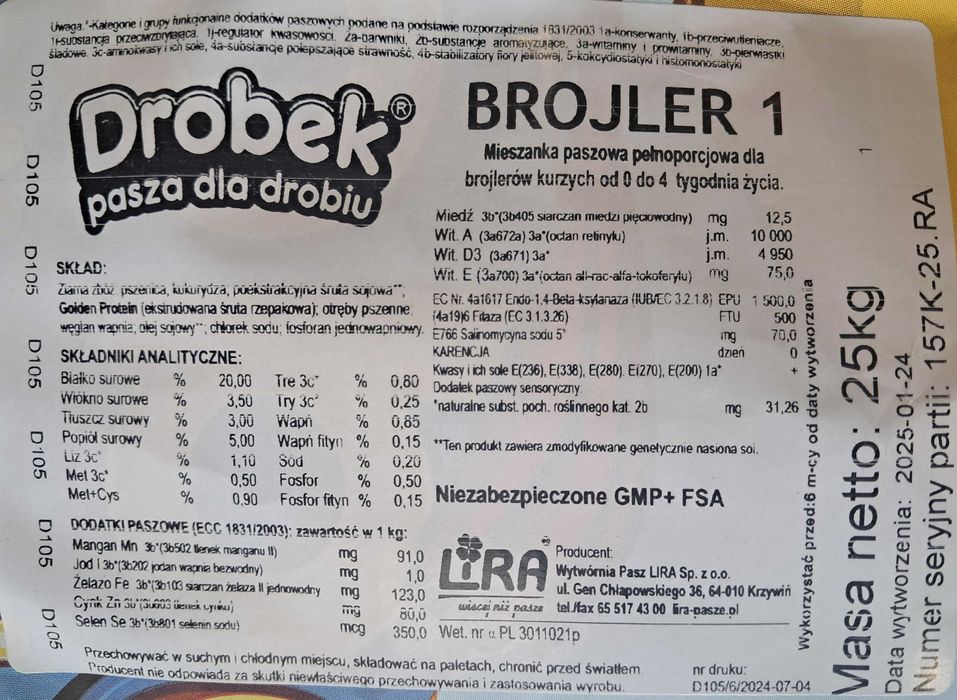 Uwaga.*-Kategorie i grupy funkcjonalne dodatków paszowych podane na podstawie rozporządzenia 1831/2003 1a-konserwanty, 1b-przeciwutleniacze,
1i-substancja przeciwzbrylająca. 1j-regulator kwasowości. 2a-barwniki. 2b-substancje aromatyzujące, 3a-witaminy i prowitaminy, 3b-pierwiastki
śladowe. 3c-aminokwasy i ich sole, 4a-substancje polepszające strawność, 4b-stabilizatory flory jelitowej, 5-kokcydiostatyki i histomonostatyki
D105
D105
D105
D105
D105
D105
D105
Drobek®
pasza dla drobiu
BROJLER 1
Mieszanka paszowa pełnoporcjowa dla
brojlerów kurzych od 0 do 4 tygodnia życia.
1
SKŁAD:
Ziarna zbóż: pszenica, kukurydza; poekstrakcyjna śruta sojowa**;
Golden Protein (ekstrudowana śruta rzepakowa); otręby pszenne;
węglan wapnia; olej sojowy**; chlorek sodu; fosforan jednowapniowy.
SKŁADNIKI ANALITYCZNE:
Białko surowe % 20,00 Tre 3c* % 0,80
Włókno surowe % 3,50 Try 3c* % 0,25
Tłuszcz surowy % 3,00 Wapń % 0,85
Popiół surowy % 5,00 Wapń fityn % 0,15
Liz 3c* % 1,10 Sód % 0,20
Met 3c* % 0,50 Fosfor % 0,50
Met+Cys % 0,90 Fosfor fityn % 0,15
DODATKI PASZOWE (ECC 1831/2003): zawartość w 1 kg:
Mangan Mn 3b*(3b502 tlenek manganu II) mg 91,0
Jod I 3b*(3b202 jodan wapnia bezwodny) mg 1,0
Żelazo Fe 3b*(3b103 siarczan żelaza II jednowodny mg 123,0
Cynk Zn 3b*(3b603 tlenek cynku) mg 80,0
Selen Se 3b*(3b801 selenin sodu) mcg 350,0
Miedź 3b*(3b405 siarczan miedzi pięciowodny) mg 12,5
Wit. A (3a672a) 3a*(octan retinylu) j.m. 10 000
Wit. D3 (3a671) 3a* j.m. 4 950
Wit. E (3a700) 3a*(octan all-rac-alfa-tokoferylu) mg 75,0
EC Nr. 4a1617 Endo-1,4-Beta-ksylanaza (IUB/EC 3.2.1.8) EPU 1 500,0
(4a19)6 Fitaza (EC 3.1.3.26) FTU 500
E766 Salinomycyna sodu 5* mg 70,0
KARENCJA dzień 0
Kwasy i ich sole E(236), E(338), E(280). E(270), E(200) 1a* +
Dodatek paszowy sensoryczny:
*naturalne subst. poch. roślinnego kat. 2b mg 31,26
**Ten produkt zawiera zmodyfikowane genetycznie nasiona soi.
Niezabezpieczone GMP+ FSA
LIRA®
więcej niż pasze
Producent:
Wytwórnia Pasz LIRA Sp. z o.o.
ul. Gen Chłapowskiego 36, 64-010 Krzywiń
tel./fax 65 517 43 00 lira-pasze.pl
Wet. nr α PL 3011021p
Przechowywać w suchym i chłodnym miejscu, składować na paletach, chronić przed światłem.
Producent nie odpowiada za skutki niewłaściwego przechowywania i zastosowania wyrobu.
nr druku:
D105/6/2024-07-04
Wykorzystać przed:6 m-cy od daty wytworzenia
Masa netto: 25kg
Data wytworzenia: 2025-01-24
Numer seryjny partii: 157K-25.RA